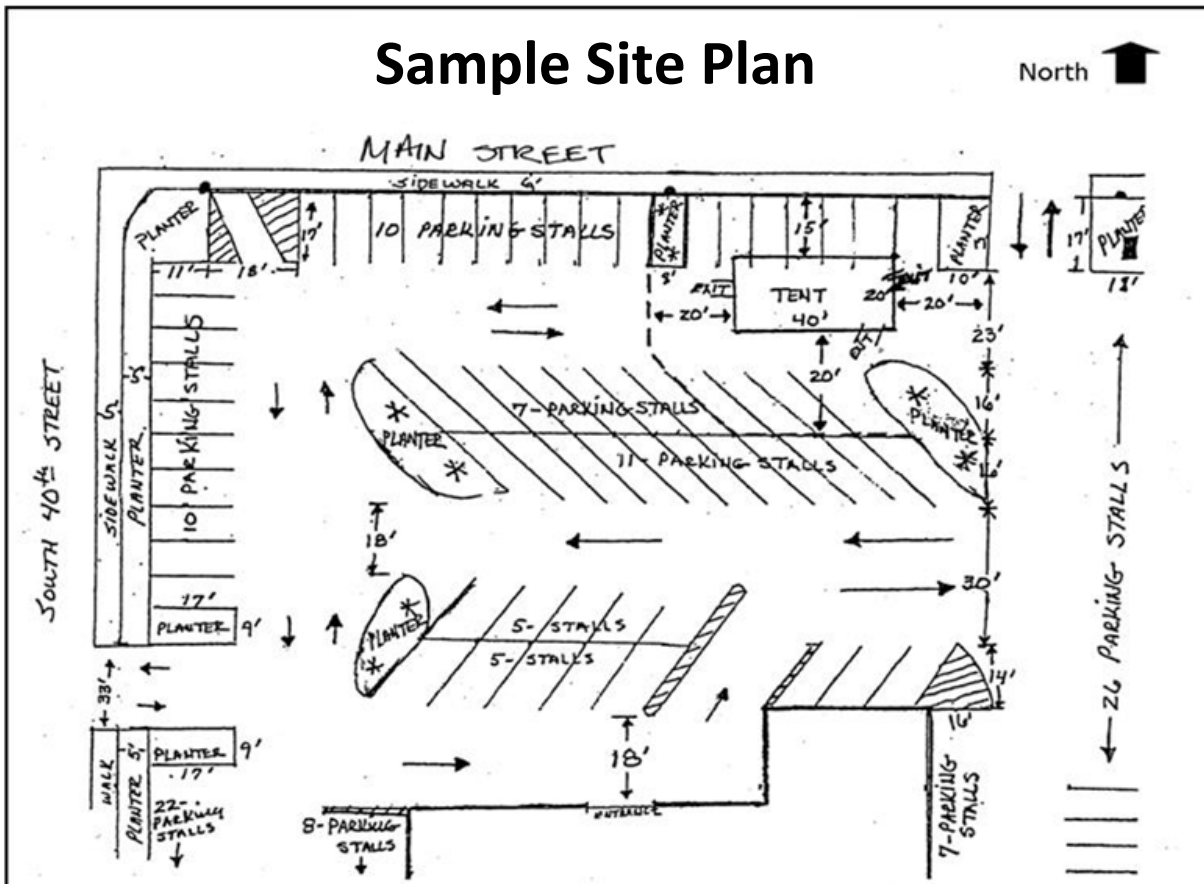 Sample Site Plan
North
MAIN STREET
SIDEWALK 6'
PLANTER
17'
10 PARKING STALLS
PLANTER
15'
PLANTER
17'
PLANTER
11'
18'
8'
EXIT
TENT
20'
EXIT
10'
12'
20'
40'
20'
23'
EXIT
20'
SOUTH 40th STREET
SIDEWALK 5'
PLANTER
5'
10' PARKING STALLS
7-PARKING STALLS
PLANTER
11- PARKING STALLS
PLANTER
16'
16'
26 PARKING STALLS
18'
30'
17'
PLANTER
9'
PLANTER
5- STALLS
5- STALLS
14'
16'
33'
WALK
PLANTER 5'
PLANTER
9'
17'
22-
PARKING
STALLS
18'
ENTRANCE
8-PARKING
STALLS
7-PARKING
STALLS